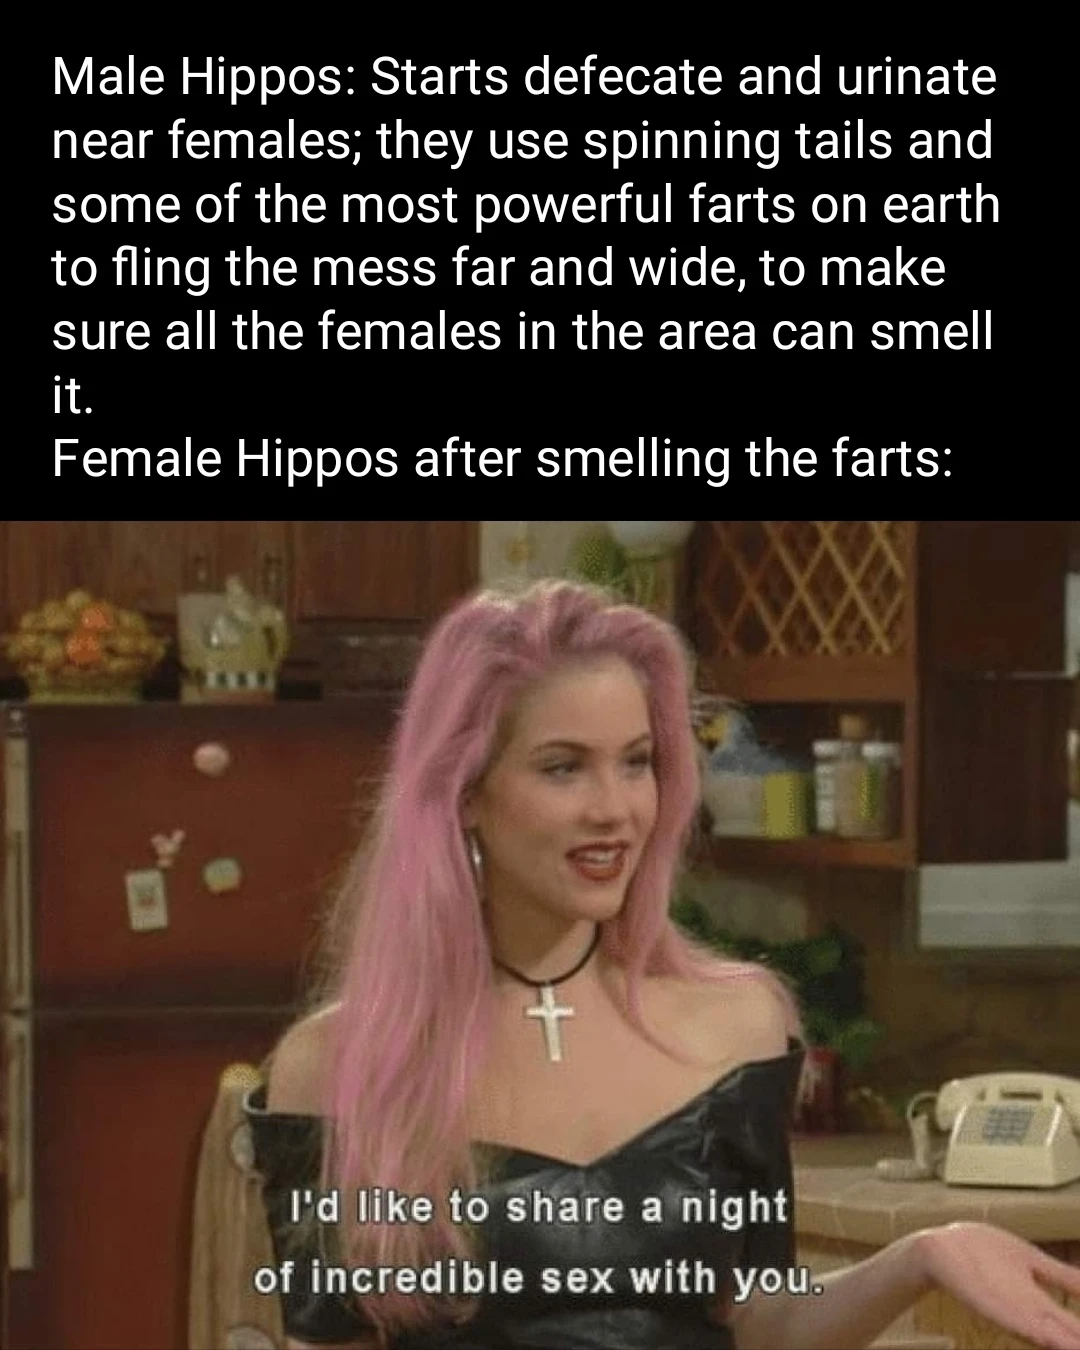 Male Hippos: Starts defecate and urinate
near females; they use spinning tails and
some of the most powerful farts on earth
to fling the mess far and wide, to make
sure all the females in the area can smell
it.
Female Hippos after smelling the farts:
I'd like to share a night
of incredible sex with you.